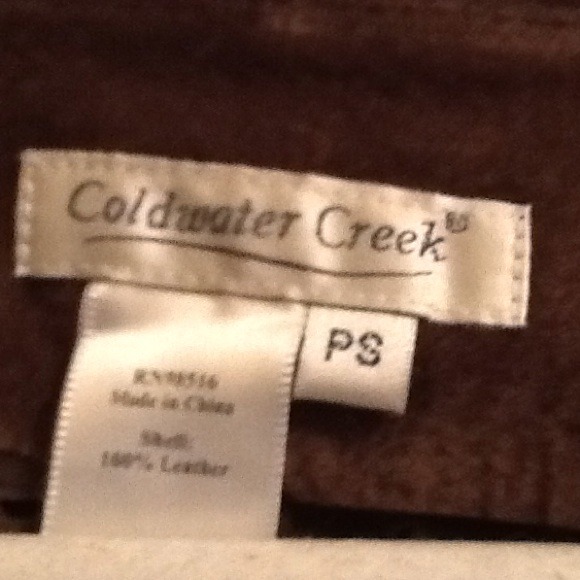 Coldwater Creek®
PS
RN98516
Made in China
Shell:
100% Leather